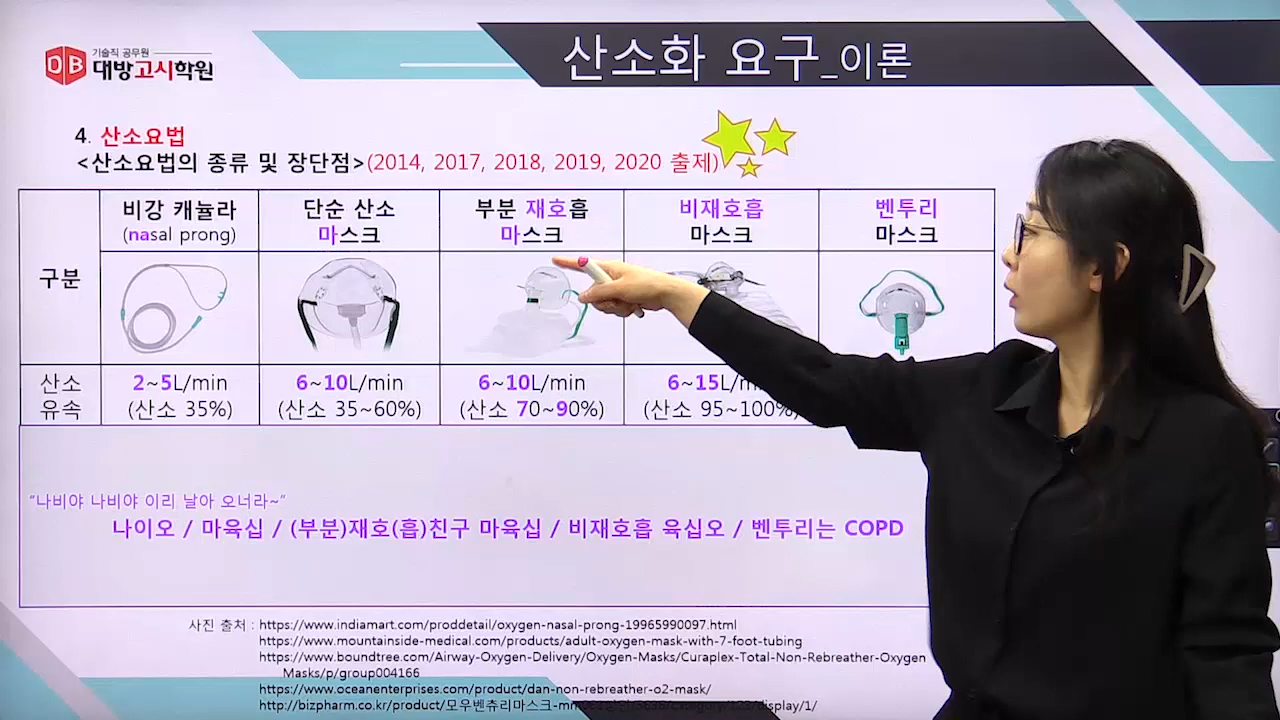 기술직 공무원
대방고시학원
산소화 요구_이론
4. 산소요법
<산소요법의 종류 및 장단점>(2014, 2017, 2018, 2019, 2020 출제)
구분
비강 캐뉼라
(nasal prong)
단순 산소
마스크
부분 재호흡
마스크
비재호흡
마스크
벤투리
마스크
산소
유속
2~5L/min
(산소 35%)
6~10L/min
(산소 35~60%)
6~10L/min
(산소 70~90%)
6~15L/
(산소 95~100%)
"나비야 나비야 이리 날아 오너라~"
나이오 / 마육십 / (부분)재호(흡)친구 마육십 / 비재호흡 육십오 / 벤투리는 COPD
사진 출처 : https://www.indiamart.com/proddetail/oxygen-nasal-prong-19965990097.html
https://www.mountainside-medical.com/products/adult-oxygen-mask-with-7-foot-tubing
https://www.boundtree.com/Airway-Oxygen-Delivery/Oxygen-Masks/Curaplex-Total-Non-Rebreather-Oxygen
Masks/p/group004166
https://www.oceanenterprises.com/product/dan-non-rebreather-o2-mask/
http://bizpharm.co.kr/product/모우벤츄리마스크